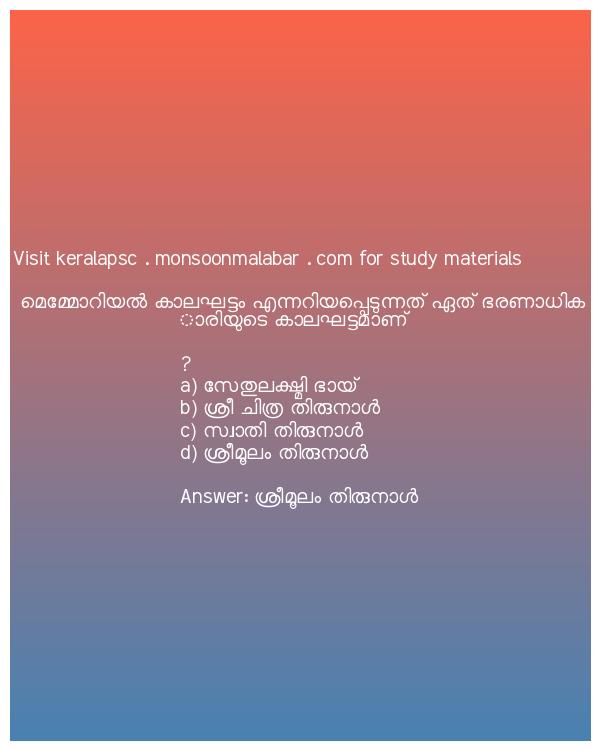 Visit keralapsc . monsoonmalabar . com for study materials
മെമ്മോറിയൽ കാലഘട്ടം എന്നറിയപ്പെടുന്നത് ഏത് ഭരണാധിക
ാരിയുടെ കാലഘട്ടമാണ്
?
a) സേതുലക്ഷ്മി ഭായ്
b) ശ്രീ ചിത്ര തിരുനാൾ
c) സ്വാതി തിരുനാൾ
d) ശ്രീമൂലം തിരുനാൾ
Answer: ശ്രീമൂലം തിരുനാൾ